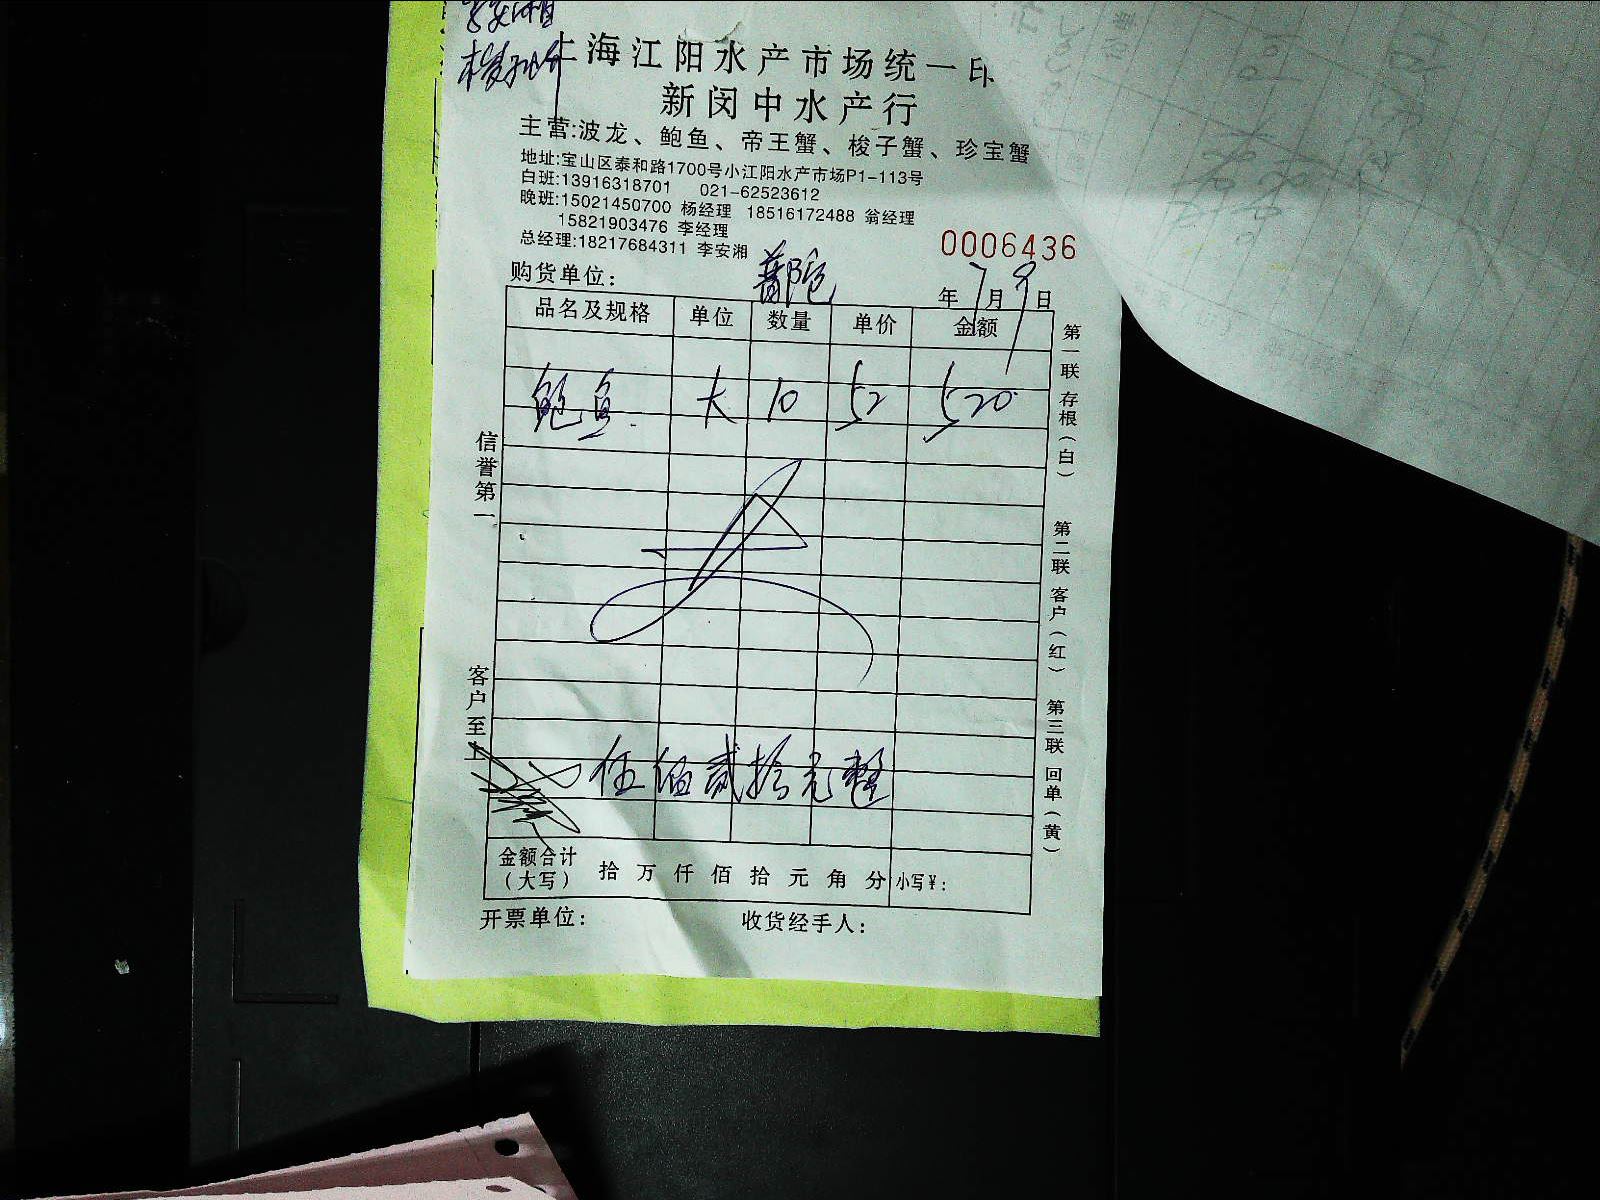 上海江阳水产市场统一印
新闵中水产行
主营:波龙、鲍鱼、帝王蟹、梭子蟹、珍宝蟹
地址:宝山区泰和路1700号小江阳水产市场P1-113号
白班:13916318701 021-62523612
晚班:15021450700 杨经理 18516172488 翁经理
15821903476 李经理
总经理:18217684311 李安湘
0006436
购货单位: 普陀 年 7月 9日
品名及规格 单位 数量 单价 金额
鲍鱼 大 10 52 520
伍佰贰拾元整
金额合计(大写) 拾 万 仟 佰 拾 元 角 分 小写¥:
开票单位: 收货经手人:
信誉第一
客户至上
第一联 存根(白)
第二联 客户(红)
第三联 回单(黄)